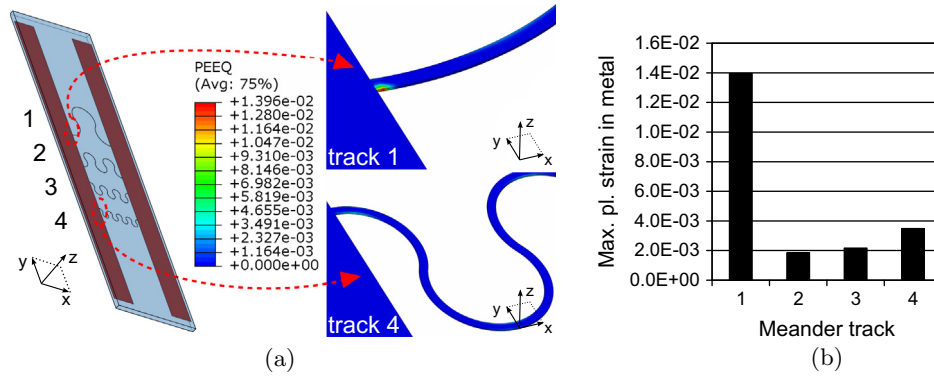 1
2
3
4
y
z
x
PEEQ
(Avg: 75%)
+1.396e-02
+1.280e-02
+1.164e-02
+1.047e-02
+9.310e-03
+8.146e-03
+6.982e-03
+5.819e-03
+4.655e-03
+3.491e-03
+2.327e-03
+1.164e-03
+0.000e+00
track 1
y
z
x
track 4
y
z
x
(a)
Max. pl. strain in metal
1.6E-02
1.4E-02
1.2E-02
1.0E-02
8.0E-03
6.0E-03
4.0E-03
2.0E-03
0.0E+00
1 2 3 4
Meander track
(b)